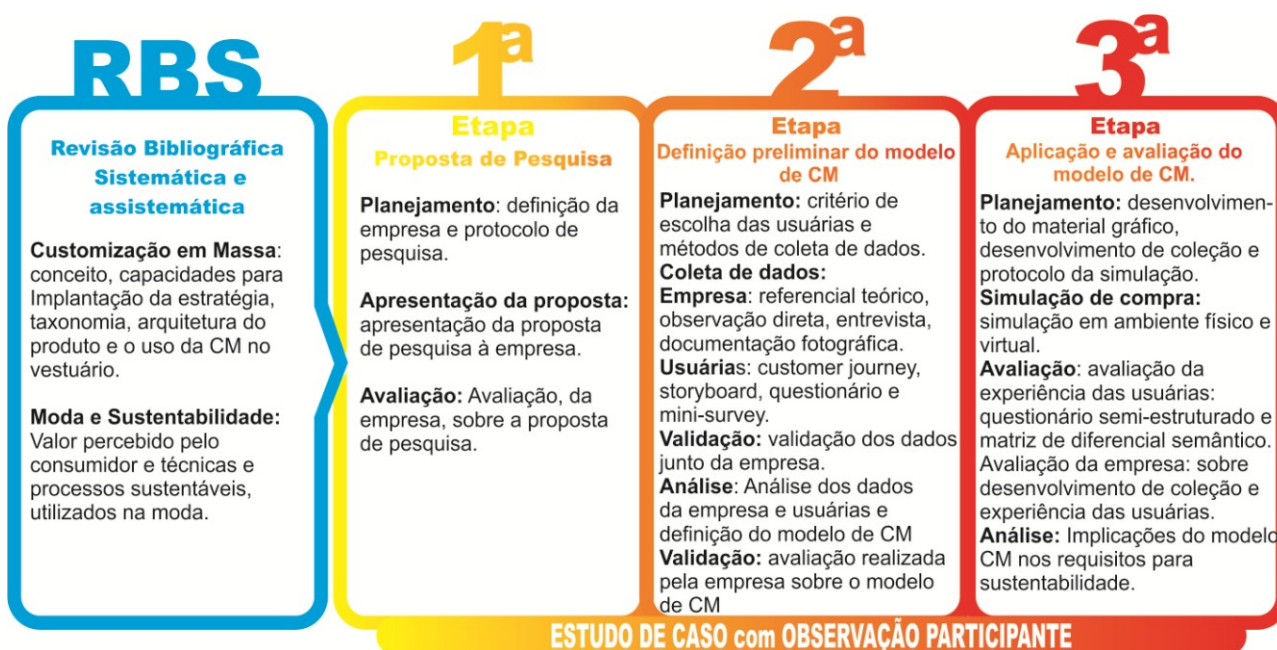 RBS
Revisão Bibliográfica
Sistemática e
assistemática
Customização em Massa:
conceito, capacidades para
Implantação da estratégia,
taxonomia, arquitetura do
produto e o uso da CM no
vestuário.
Moda e Sustentabilidade:
Valor percebido pelo
consumidor e técnicas e
processos sustentáveis,
utilizados na moda.
1ª
Etapa
Proposta de Pesquisa
Planejamento: definição da
empresa e protocolo de
pesquisa.
Apresentação da proposta:
apresentação da proposta
de pesquisa à empresa.
Avaliação: Avaliação, da
empresa, sobre a proposta
de pesquisa.
2ª
Etapa
Definição preliminar do modelo
de CM
Planejamento: critério de
escolha das usuárias e
métodos de coleta de dados.
Coleta de dados:
Empresa: referencial teórico,
observação direta, entrevista,
documentação fotográfica.
Usuárias: customer journey,
storyboard, questionário e
mini-survey.
Validação: validação dos dados
junto da empresa.
Análise: Análise dos dados
da empresa e usuárias e
definição do modelo de CM
Validação: avaliação realizada
pela empresa sobre o modelo
de CM
3ª
Etapa
Aplicação e avaliação do
modelo de CM.
Planejamento: desenvolvimen-
to do material gráfico,
desenvolvimento de coleção e
protocolo da simulação.
Simulação de compra:
simulação em ambiente físico e
virtual.
Avaliação: avaliação da
experiência das usuárias:
questionário semi-estruturado e
matriz de diferencial semântico.
Avaliação da empresa: sobre
desenvolvimento de coleção e
experiência das usuárias.
Análise: Implicações do modelo
CM nos requisitos para
sustentabilidade.
ESTUDO DE CASO com OBSERVAÇÃO PARTICIPANTE